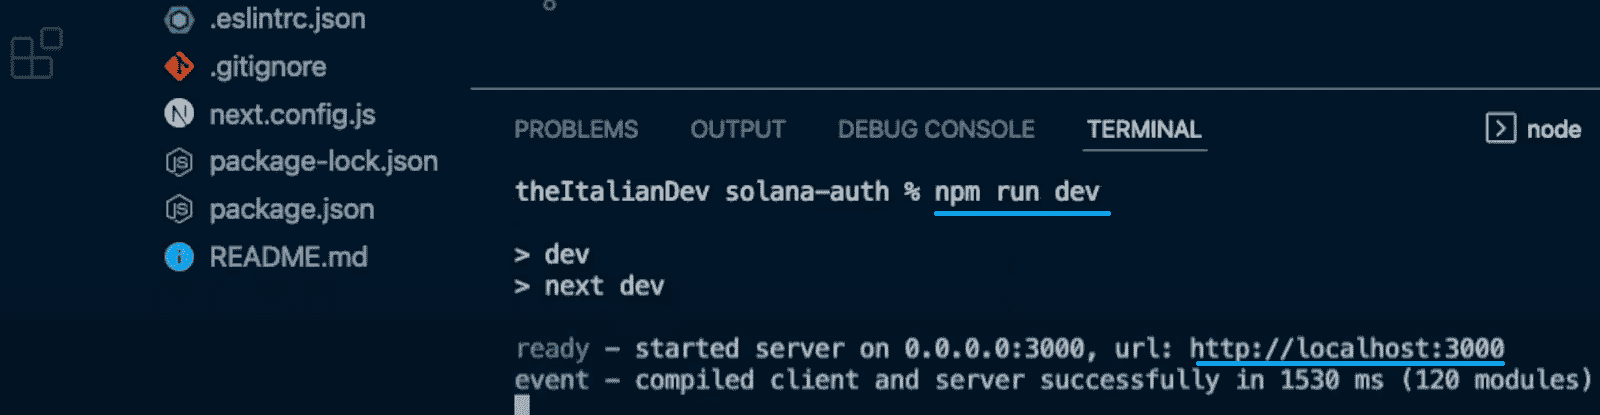 .eslintrc.json
.gitignore
next.config.js
package-lock.json
package.json
README.md
PROBLEMS OUTPUT DEBUG CONSOLE TERMINAL node
theItalianDev solana-auth % npm run dev
> dev
> next dev
ready - started server on 0.0.0.0:3000, url: http://localhost:3000
event - compiled client and server successfully in 1530 ms (120 modules)